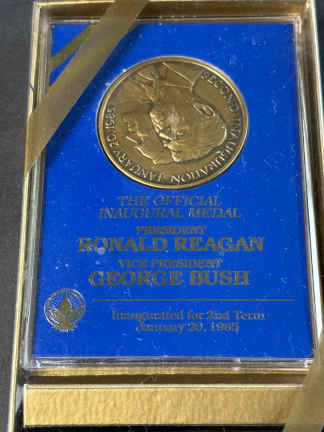 SECOND INAUGURATION JANUARY 20, 1985
THE OFFICIAL
INAUGURAL MEDAL
PRESIDENT
RONALD REAGAN
VICE PRESIDENT
GEORGE BUSH
Inaugurated for 2nd Term
January 20, 1985